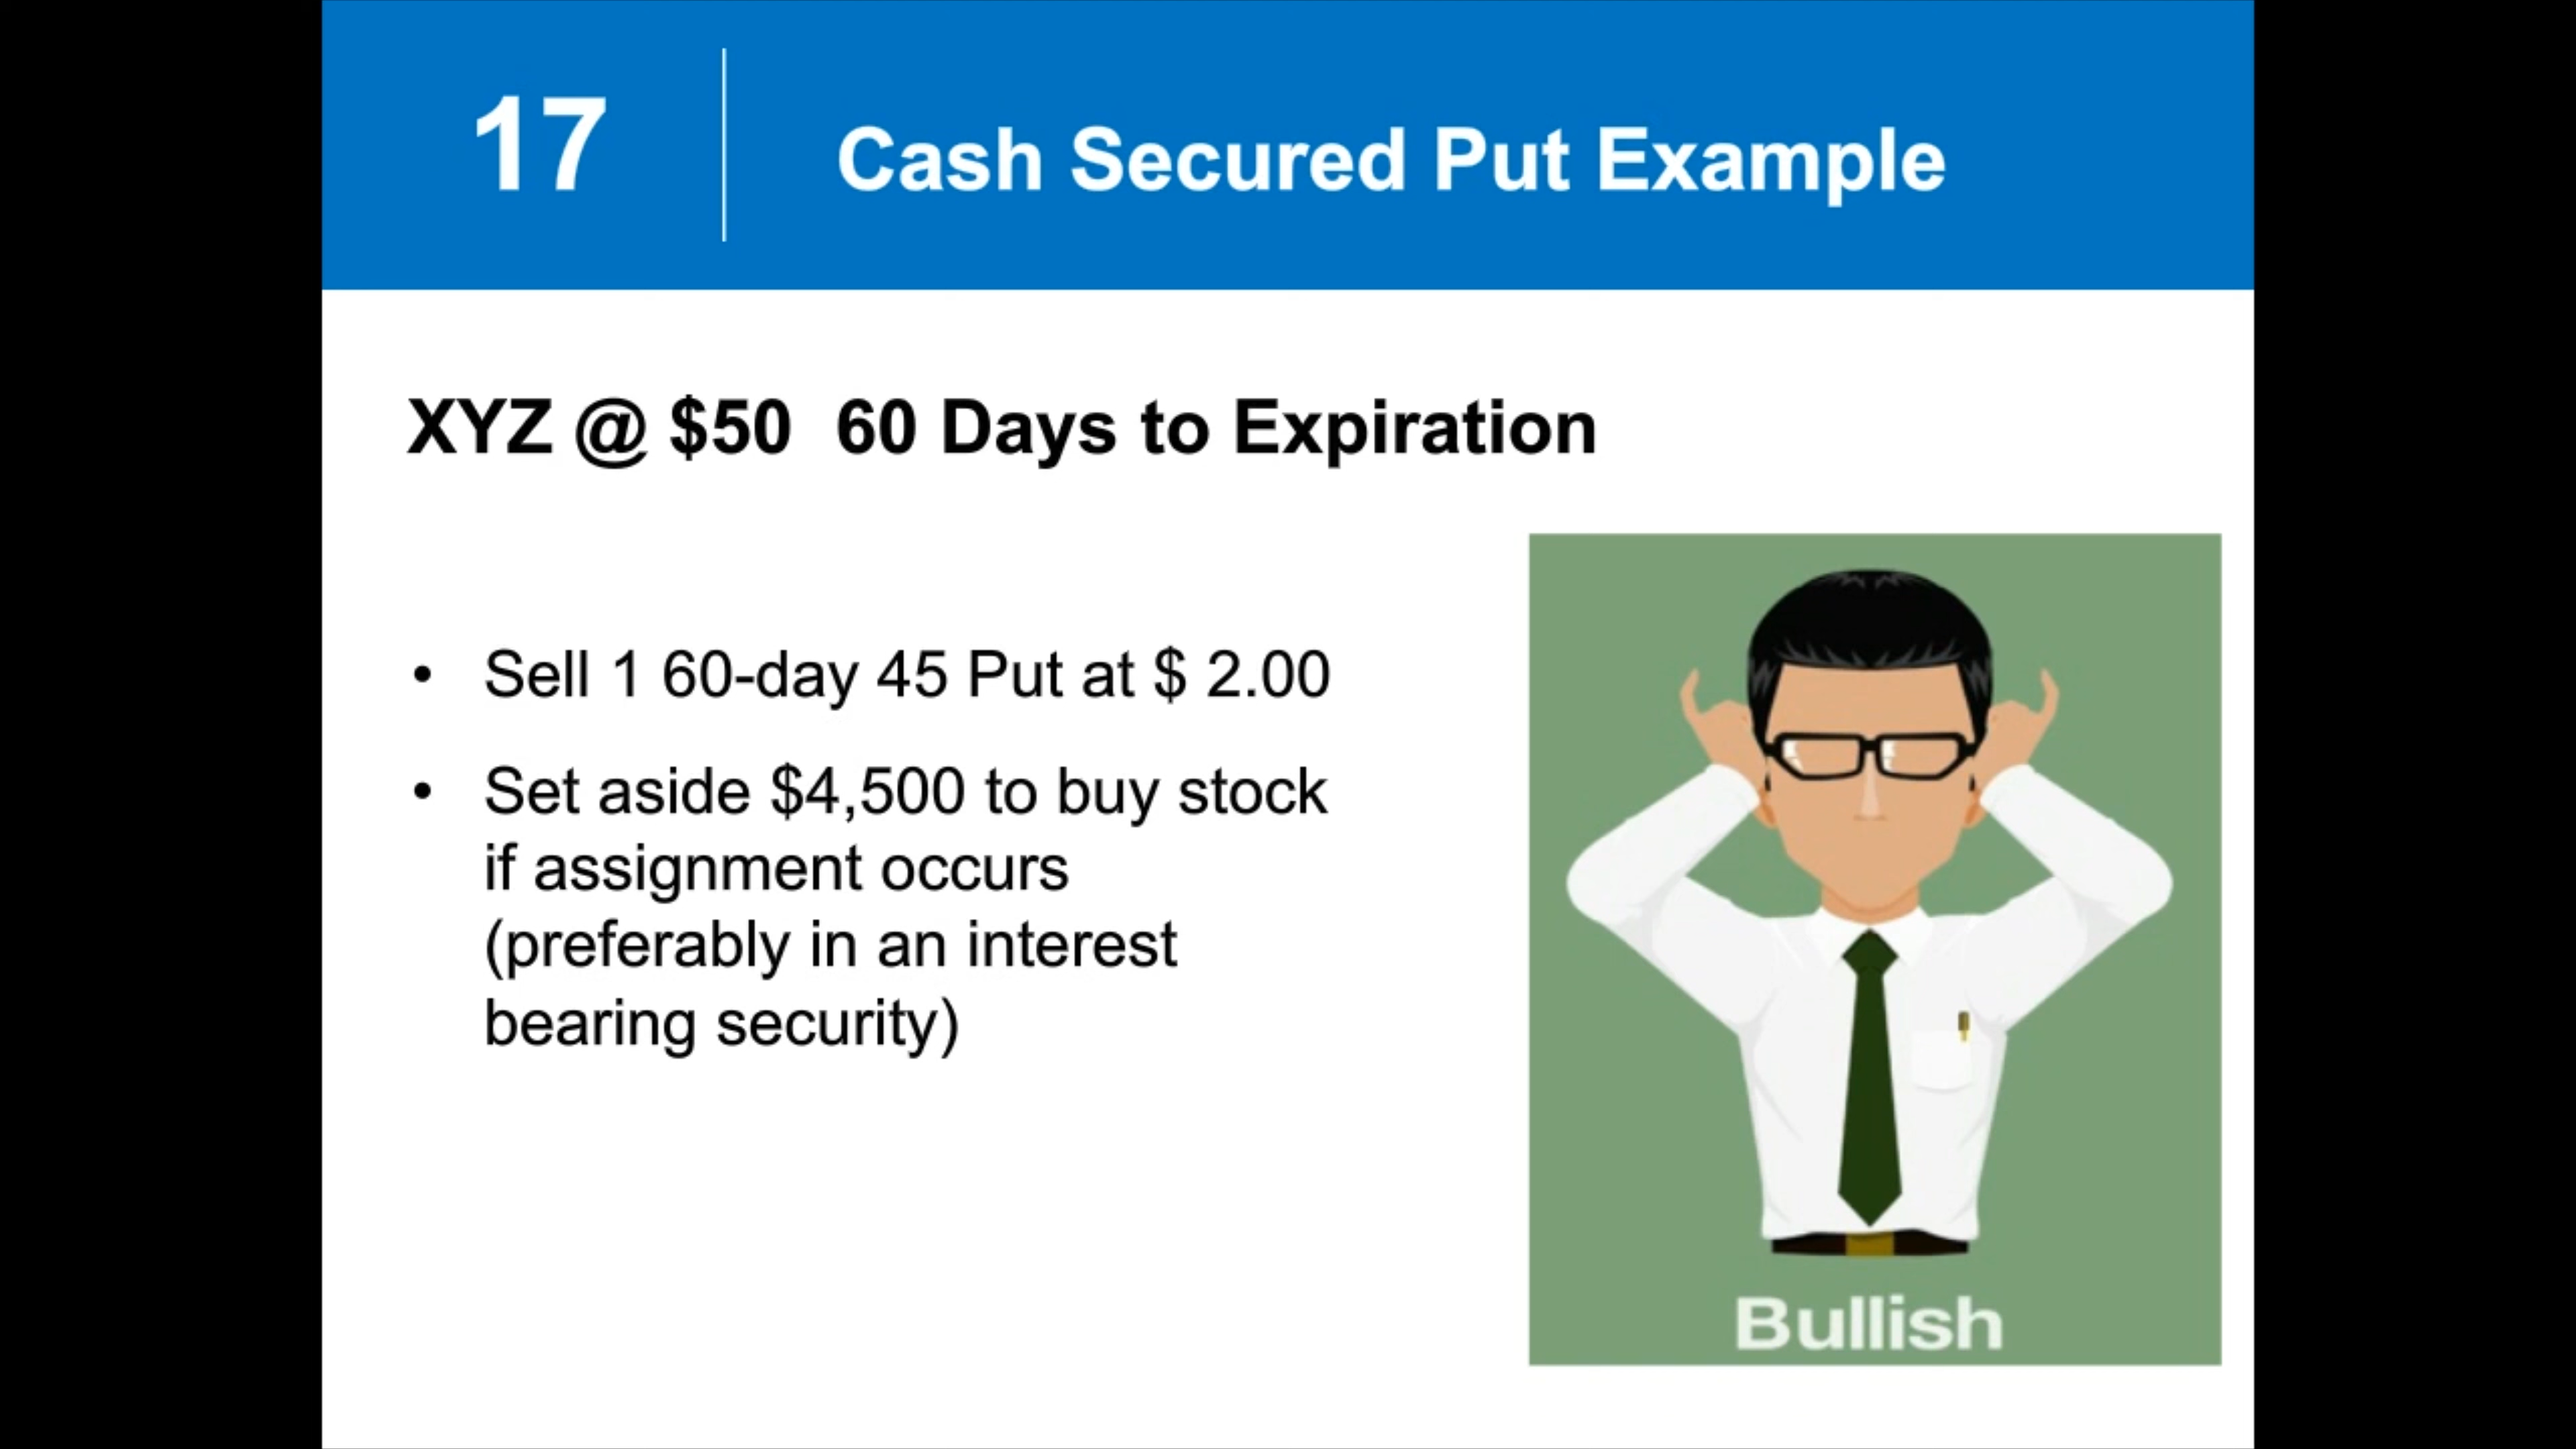 17
Cash Secured Put Example
XYZ @ $50  60 Days to Expiration
• Sell 1 60-day 45 Put at $ 2.00
• Set aside $4,500 to buy stock
if assignment occurs
(preferably in an interest
bearing security)
Bullish